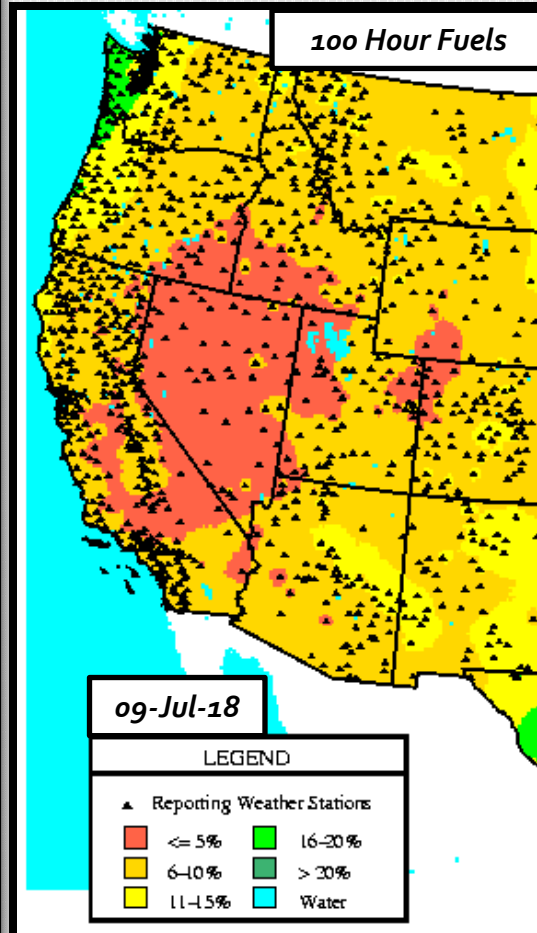 100 Hour Fuels
09-Jul-18
LEGEND
Reporting Weather Stations
<= 5% 16-20%
6-10% > 20%
11-15% Water